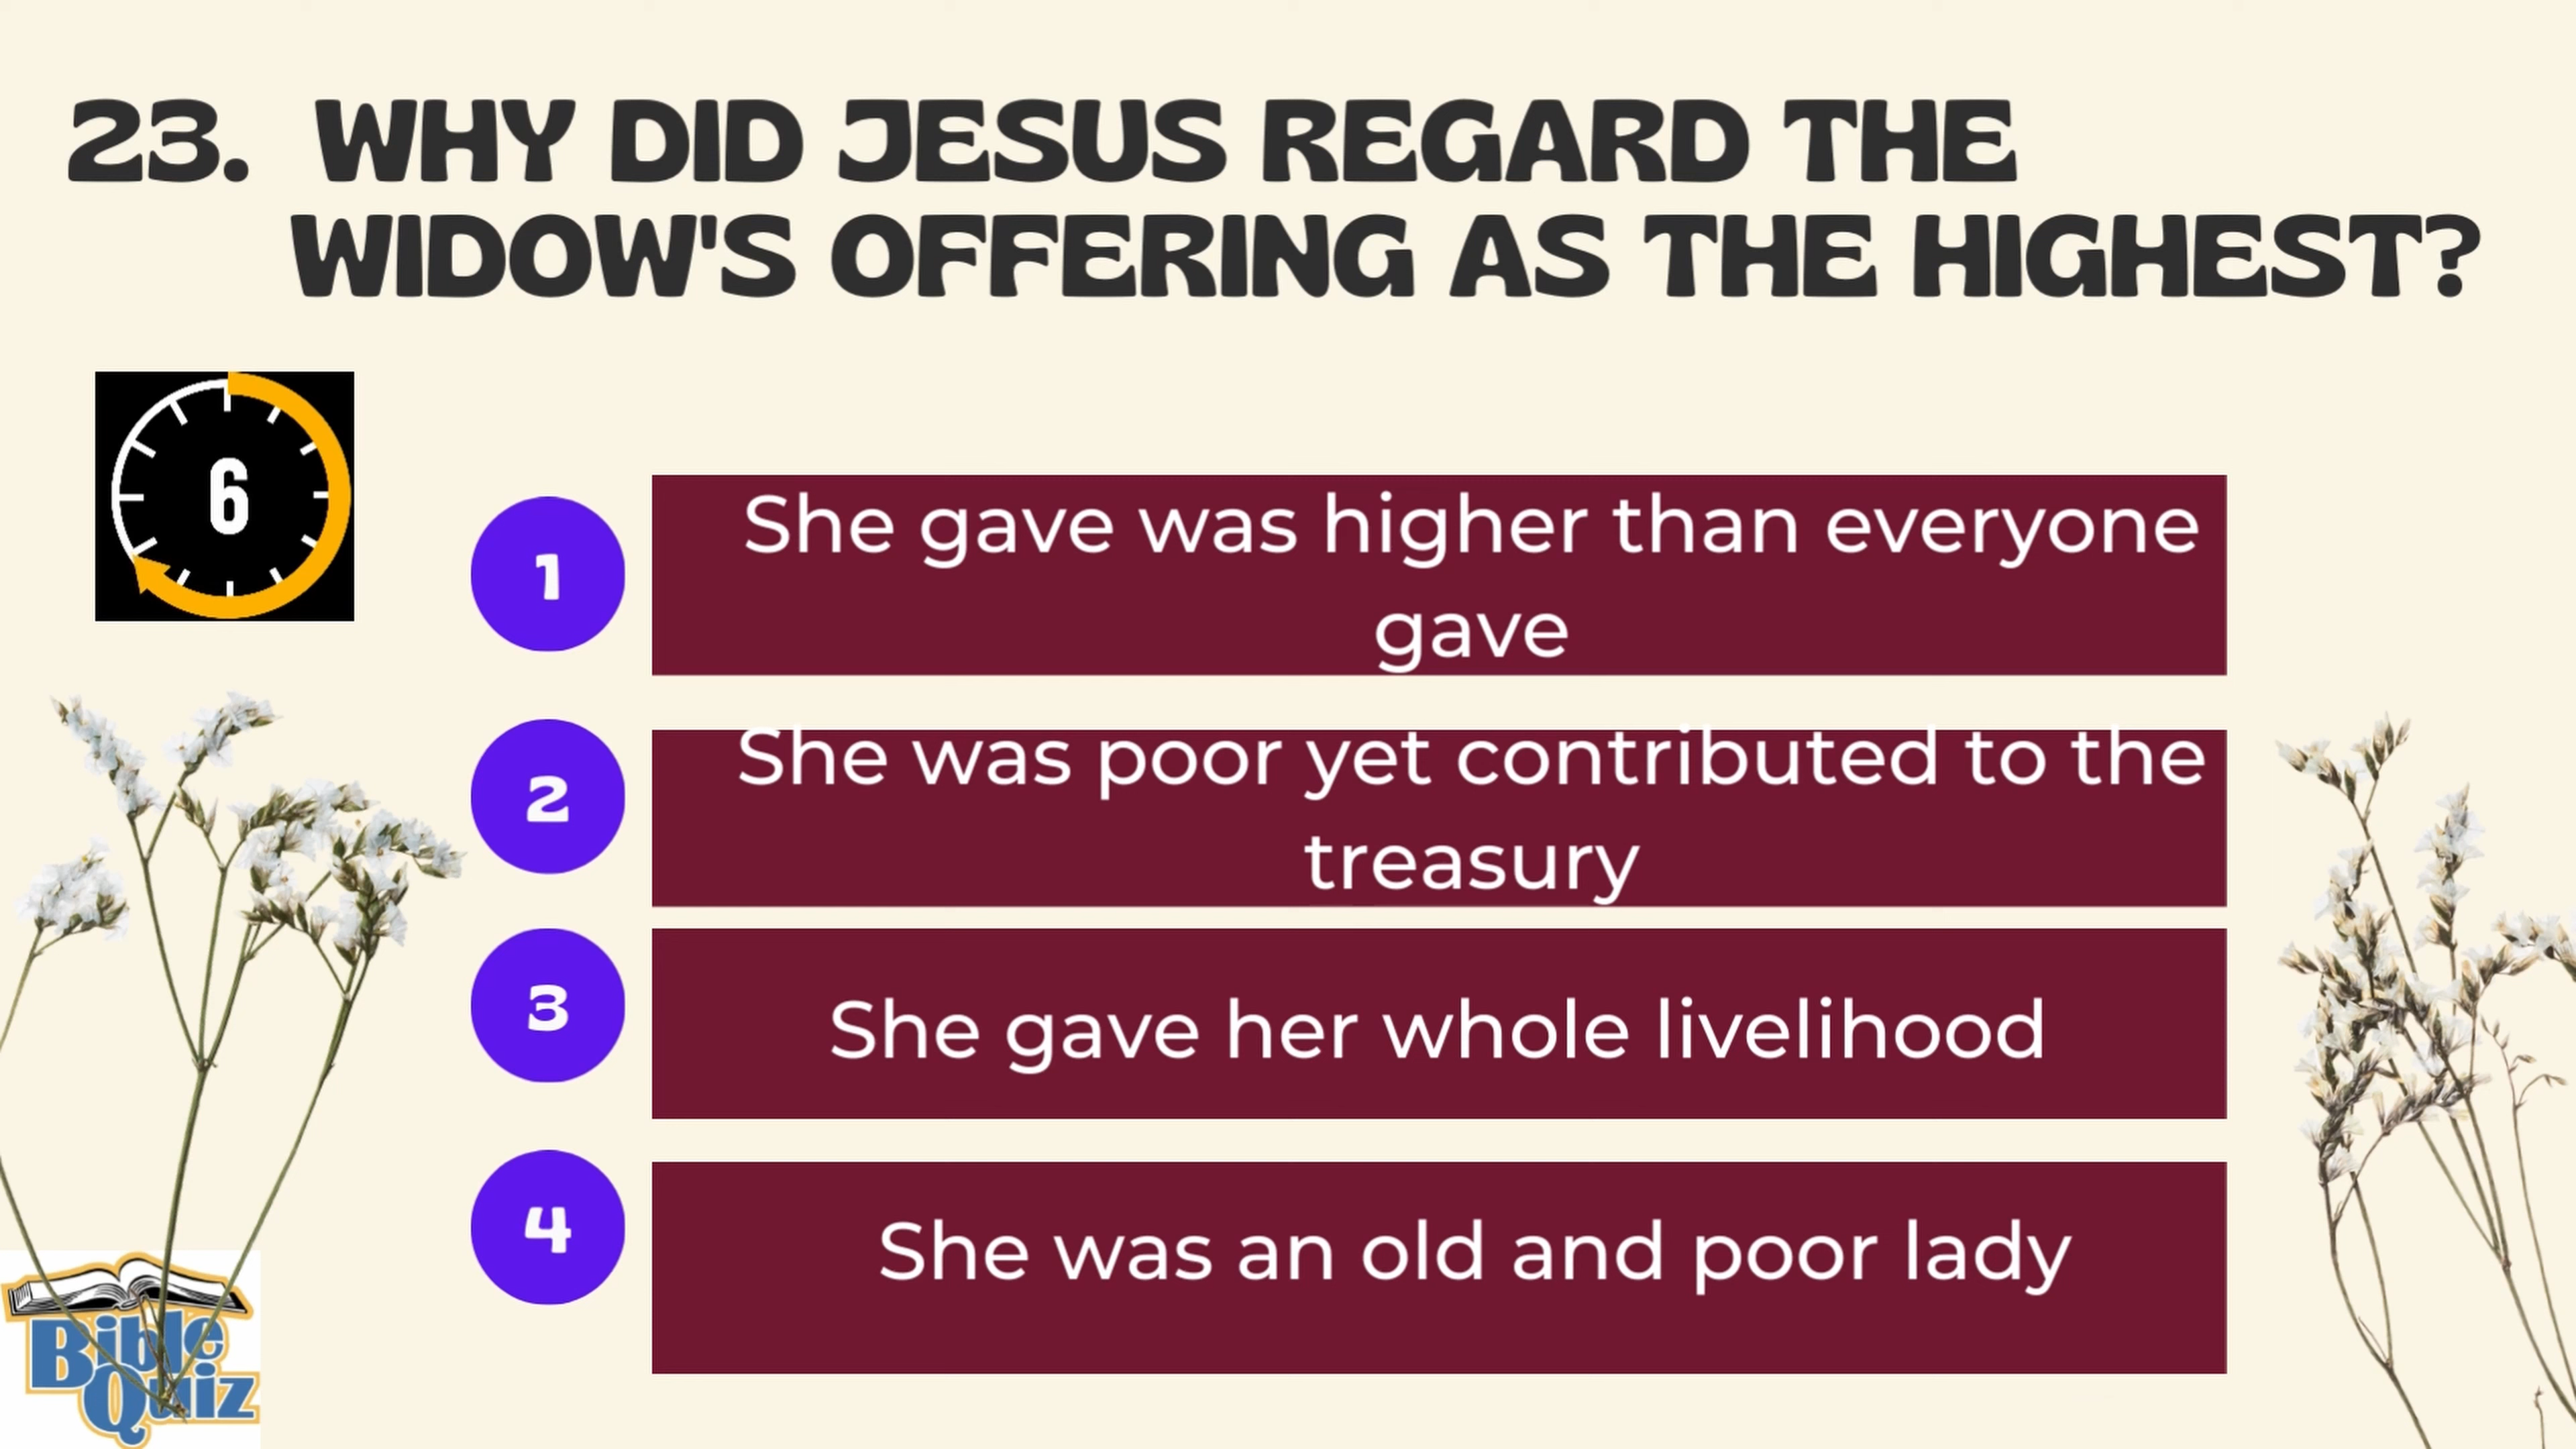 23. WHY DID JESUS REGARD THE
WIDOW'S OFFERING AS THE HIGHEST?
6
1
She gave was higher than everyone
gave
2
She was poor yet contributed to the
treasury
3
She gave her whole livelihood
4
She was an old and poor lady
Bible
Quiz